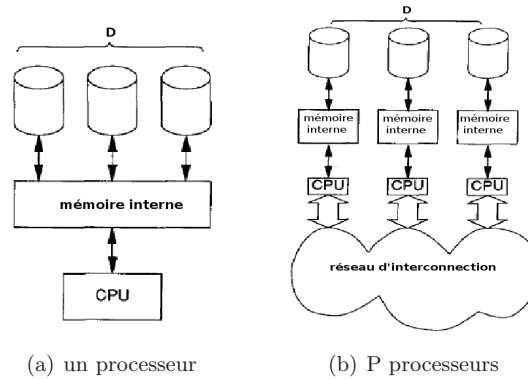 D
mémoire interne
CPU
(a) un processeur
D
mémoire
interne
mémoire
interne
mémoire
interne
CPU
CPU
CPU
réseau d'interconnection
(b) P processeurs